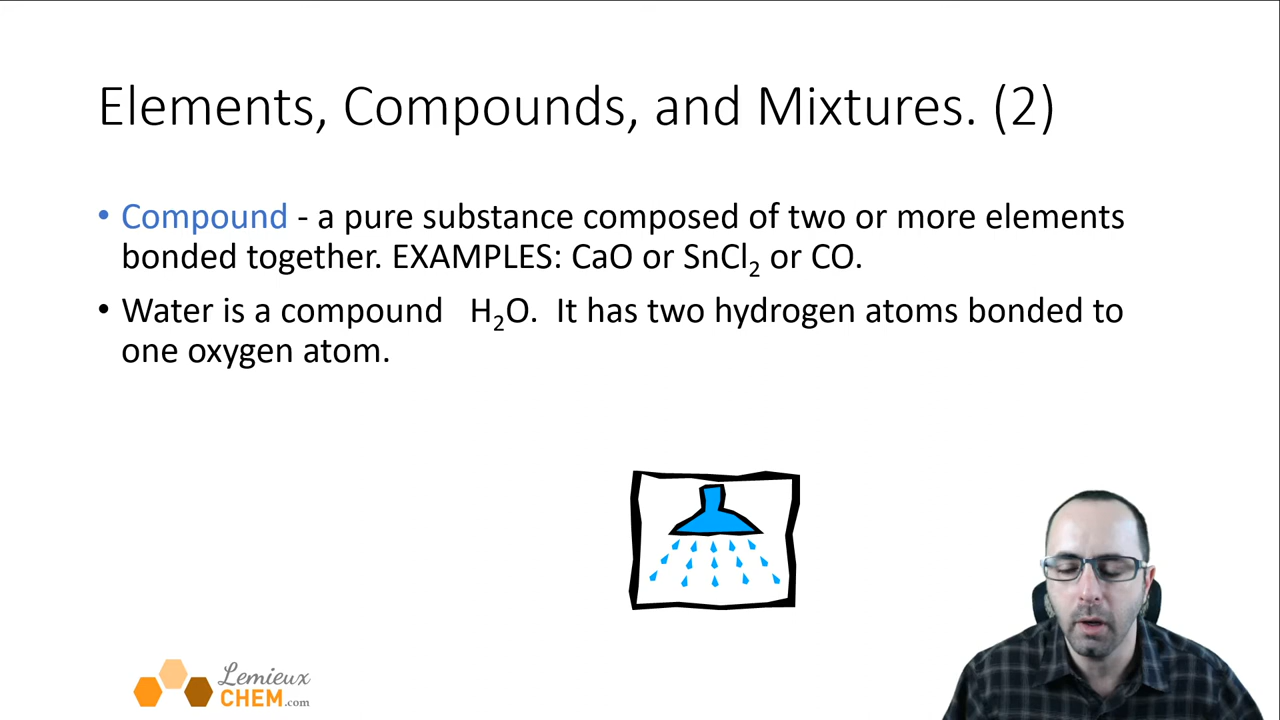 Elements, Compounds, and Mixtures. (2)
• Compound - a pure substance composed of two or more elements
bonded together. EXAMPLES: CaO or SnCl₂ or CO.
• Water is a compound   H₂O.  It has two hydrogen atoms bonded to
one oxygen atom.
Lemieux
CHEM.com